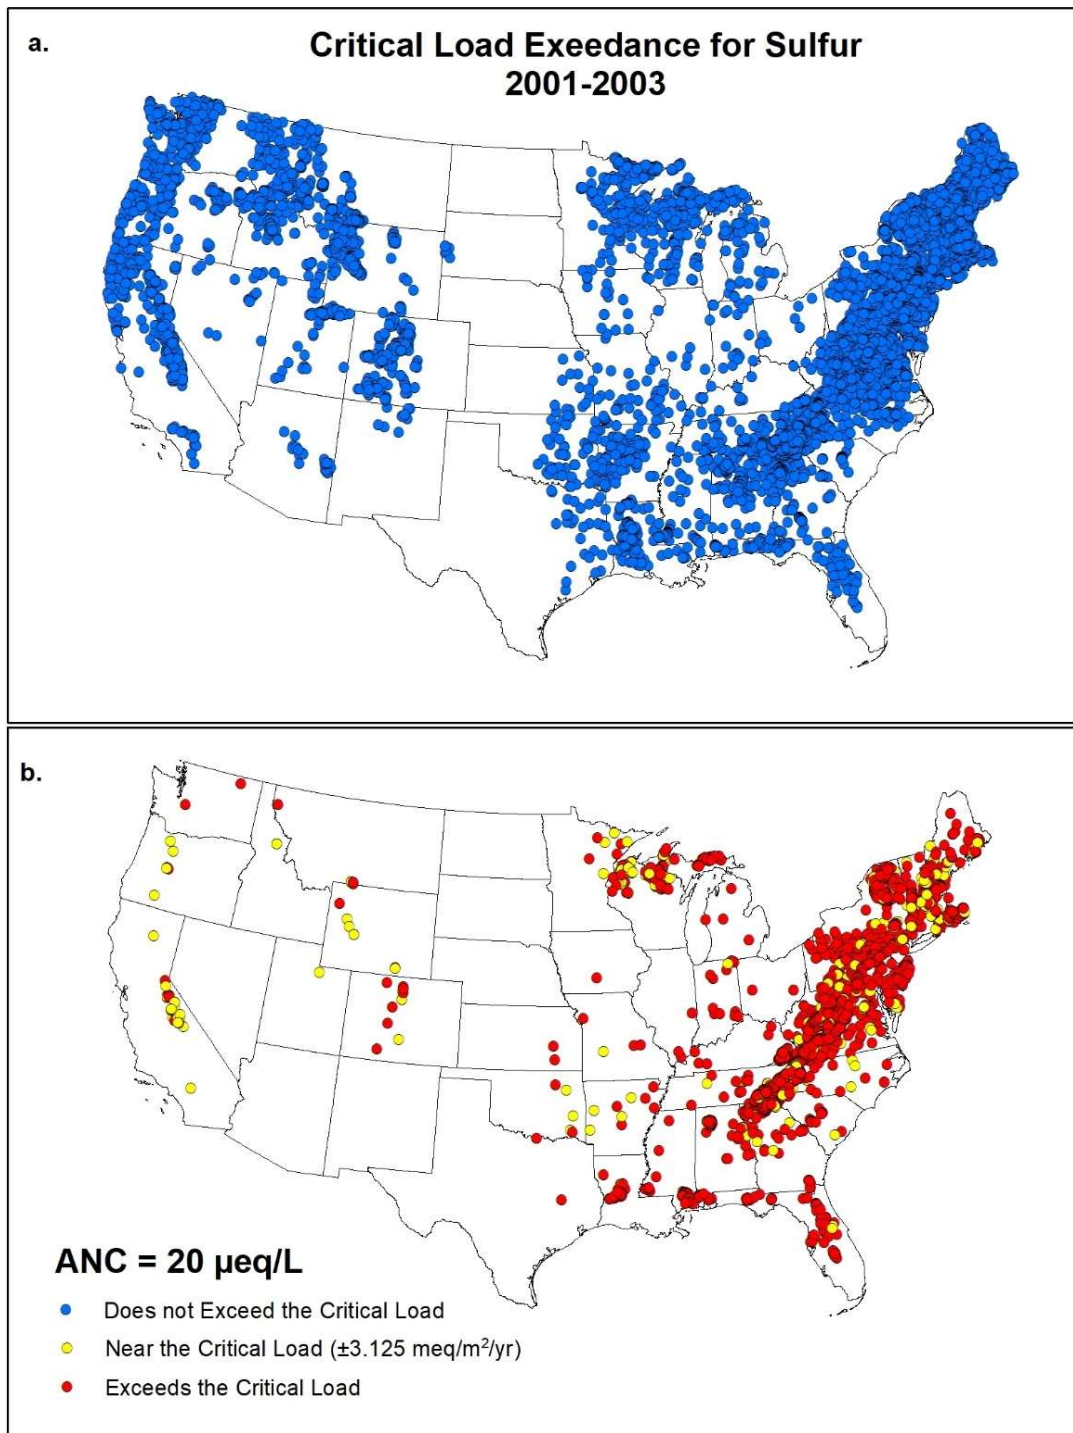 a.
Critical Load Exeedance for Sulfur
2001-2003
b.
ANC = 20 µeq/L
Does not Exceed the Critical Load
Near the Critical Load (±3.125 meq/m²/yr)
Exceeds the Critical Load